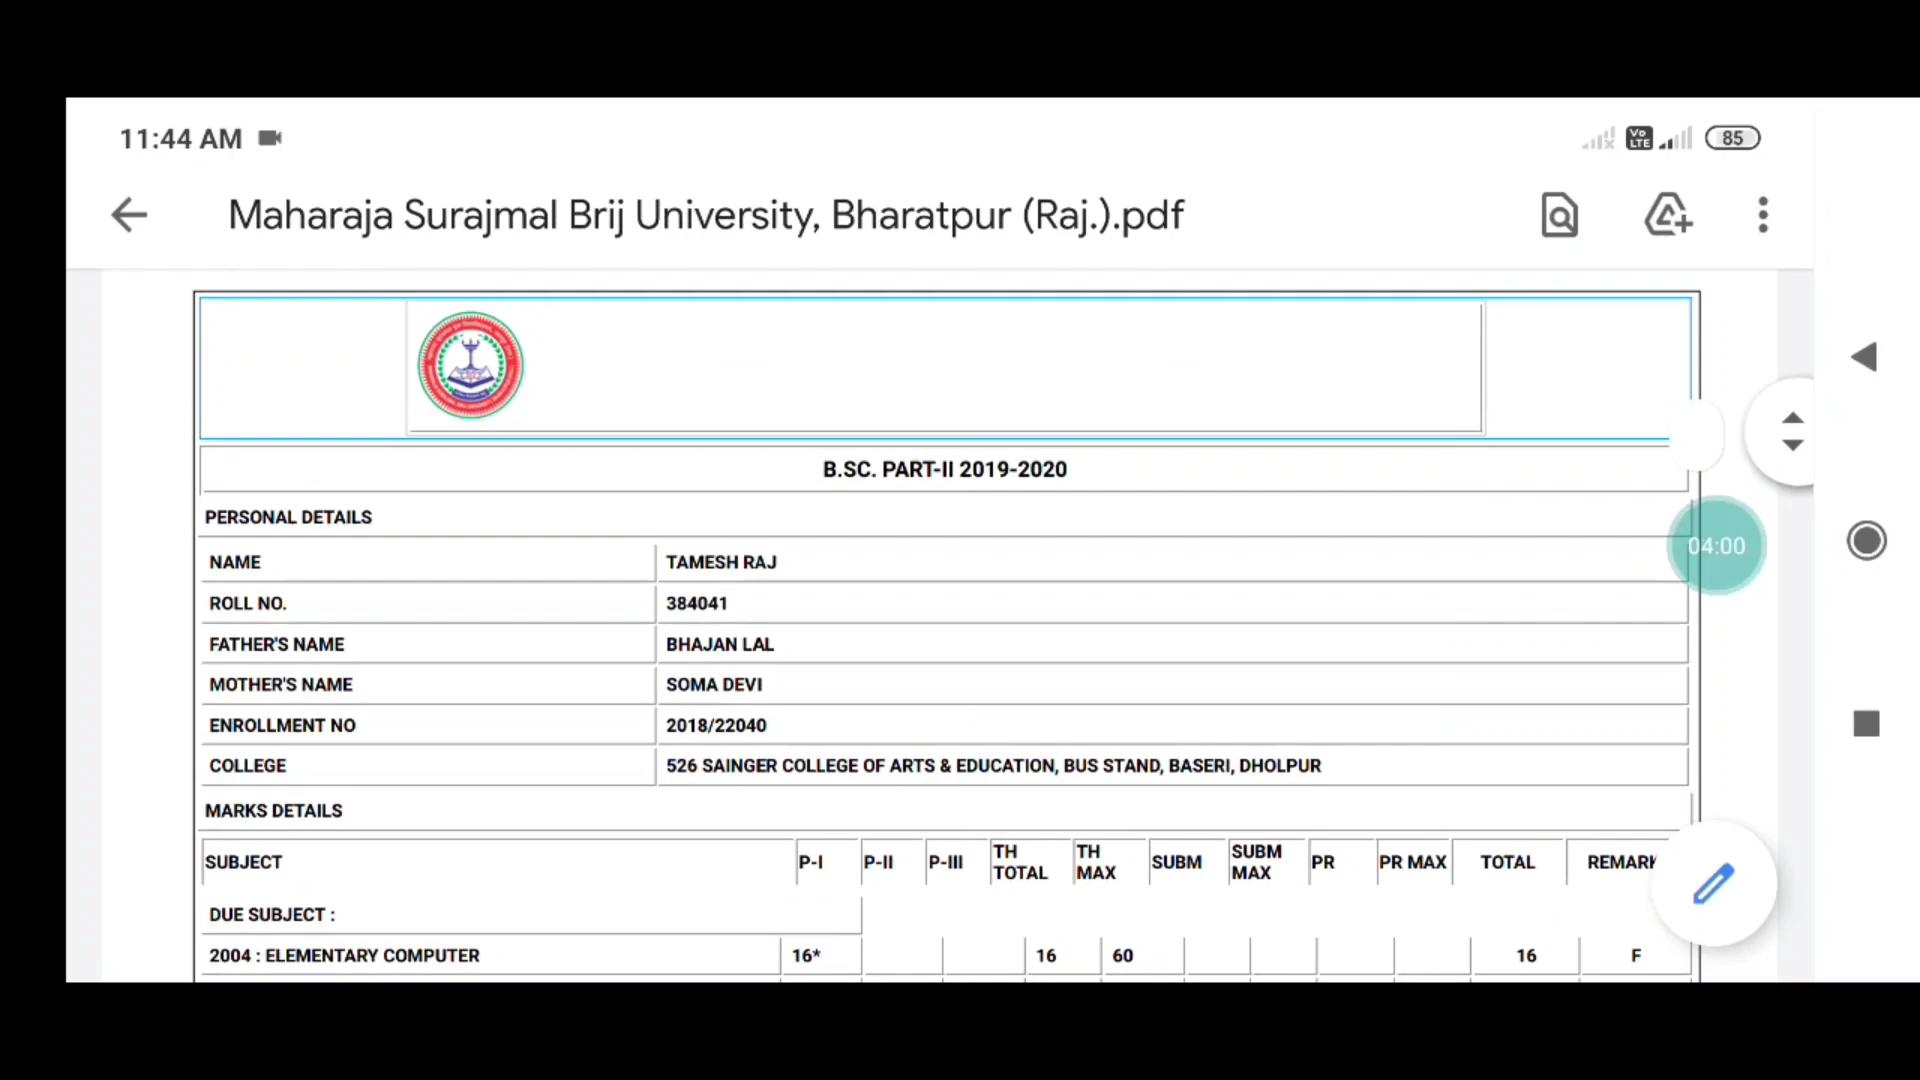 11:44 AM
Vo LTE
85
Maharaja Surajmal Brij University, Bharatpur (Raj.).pdf
B.SC. PART-II 2019-2020
PERSONAL DETAILS
NAME TAMESH RAJ
ROLL NO. 384041
FATHER'S NAME BHAJAN LAL
MOTHER'S NAME SOMA DEVI
ENROLLMENT NO 2018/22040
COLLEGE 526 SAINGER COLLEGE OF ARTS & EDUCATION, BUS STAND, BASERI, DHOLPUR
04:00
MARKS DETAILS
SUBJECT P-I P-II P-III TH TOTAL TH MAX SUBM SUBM MAX PR PR MAX TOTAL REMARK
DUE SUBJECT :
2004 : ELEMENTARY COMPUTER 16* 16 60 16 F